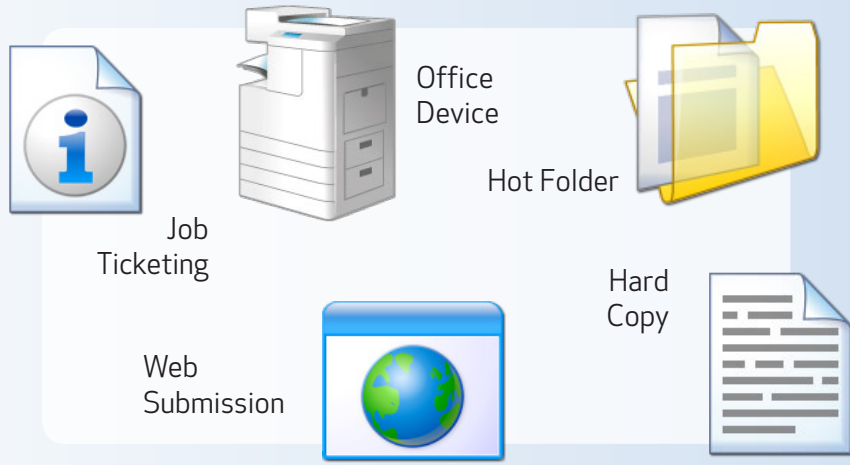 Office
Device
Hot Folder
Job
Ticketing
Hard
Copy
Web
Submission